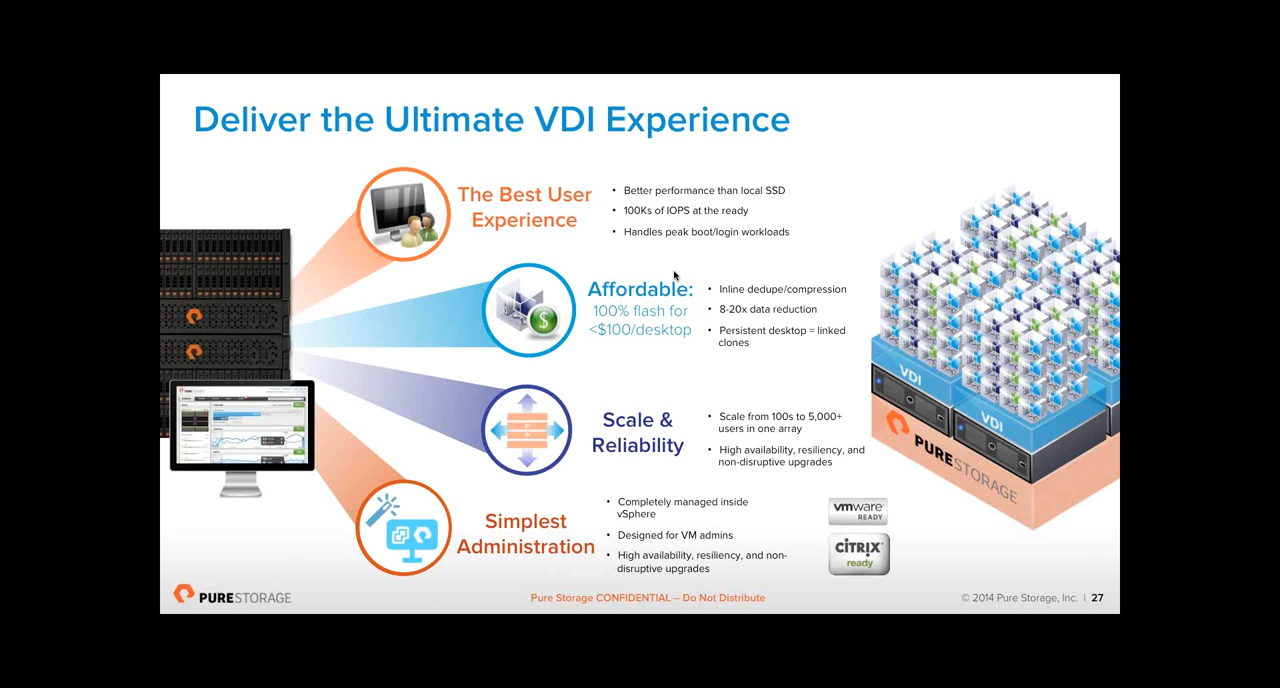 Deliver the Ultimate VDI Experience
The Best User
Experience
• Better performance than local SSD
• 100Ks of IOPS at the ready
• Handles peak boot/login workloads
Affordable:
100% flash for
<$100/desktop
• Inline dedupe/compression
• 8-20x data reduction
• Persistent desktop = linked
clones
Scale &
Reliability
• Scale from 100s to 5,000+
users in one array
• High availability, resiliency, and
non-disruptive upgrades
Simplest
Administration
• Completely managed inside
vSphere
• Designed for VM admins
• High availability, resiliency, and non-
disruptive upgrades
vmware
READY
CITRIX
ready
VDI
VDI
PURESTORAGE
$
PURESTORAGE
Pure Storage CONFIDENTIAL – Do Not Distribute
© 2014 Pure Storage, Inc. | 27